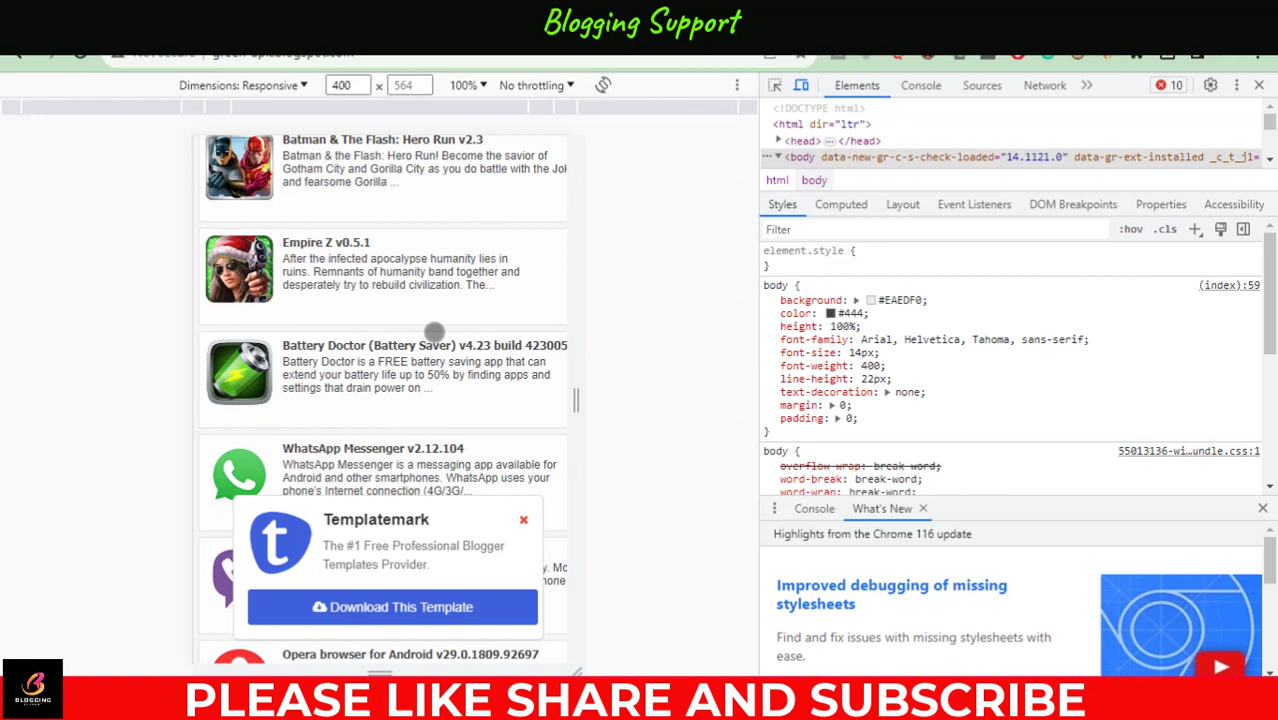 Blogging Support
Dimensions: Responsive
400 x 564
100%
No throttling
Elements
Console
Sources
Network
10
<!DOCTYPE html>
<html dir="ltr">
<head> … </head>
<body data-new-gr-c-s-check-loaded="14.1121.0" data-gr-ext-installed _c_t_j1=
html body
Styles Computed Layout Event Listeners DOM Breakpoints Properties Accessibility
Filter
:hov .cls
element.style {
}
body { (index):59
background: #EAEDF0;
color: #444;
height: 100%;
font-family: Arial, Helvetica, Tahoma, sans-serif;
font-size: 14px;
font-weight: 400;
line-height: 22px;
text-decoration: none;
margin: 0;
padding: 0;
}
body { 55013136-wi…undle.css:1
overflow-wrap: break-word;
word-break: break-word;
word-wrap: break-word;
Console What's New
Highlights from the Chrome 116 update
Improved debugging of missing
stylesheets
Find and fix issues with missing stylesheets with
ease.
Batman & The Flash: Hero Run v2.3
Batman & the Flash: Hero Run! Become the savior of
Gotham City and Gorilla City as you do battle with the Jo
and fearsome Gorilla ...
Empire Z v0.5.1
After the infected apocalypse humanity lies in
ruins. Remnants of humanity band together and
desperately try to rebuild civilization. The...
Battery Doctor (Battery Saver) v4.23 build 423005
Battery Doctor is a FREE battery saving app that can
extend your battery life up to 50% by finding apps and
settings that drain power on ...
WhatsApp Messenger v2.12.104
WhatsApp Messenger is a messaging app available for
Android and other smartphones. WhatsApp uses your
phone's Internet connection (4G/3G/...
Templatemark
The #1 Free Professional Blogger
Templates Provider.
Download This Template
Opera browser for Android v29.0.1809.92697
BLOGGING
PLEASE LIKE SHARE AND SUBSCRIBE